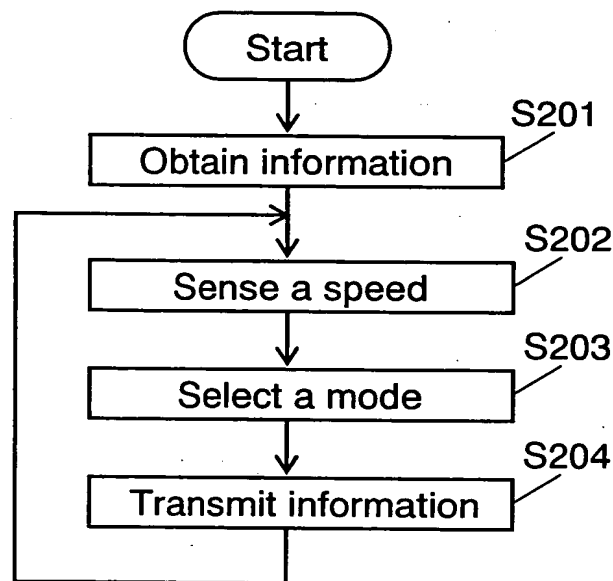 Start
S201
Obtain information
S202
Sense a speed
S203
Select a mode
S204
Transmit information